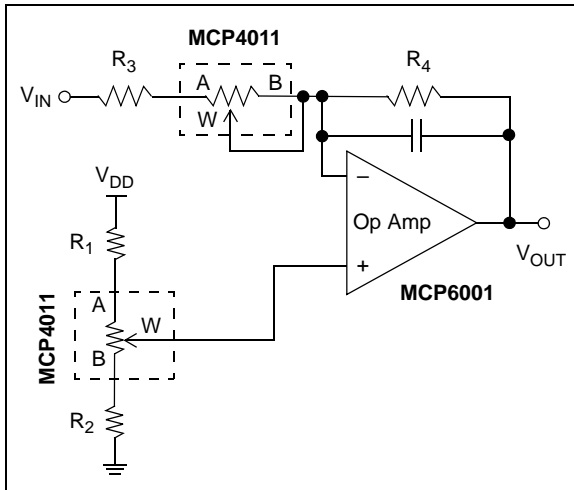 MCP4011
R3
A
B
R4
VIN
W
VDD
−
Op Amp
R1
VOUT
+
MCP6001
A
W
MCP4011
B
R2